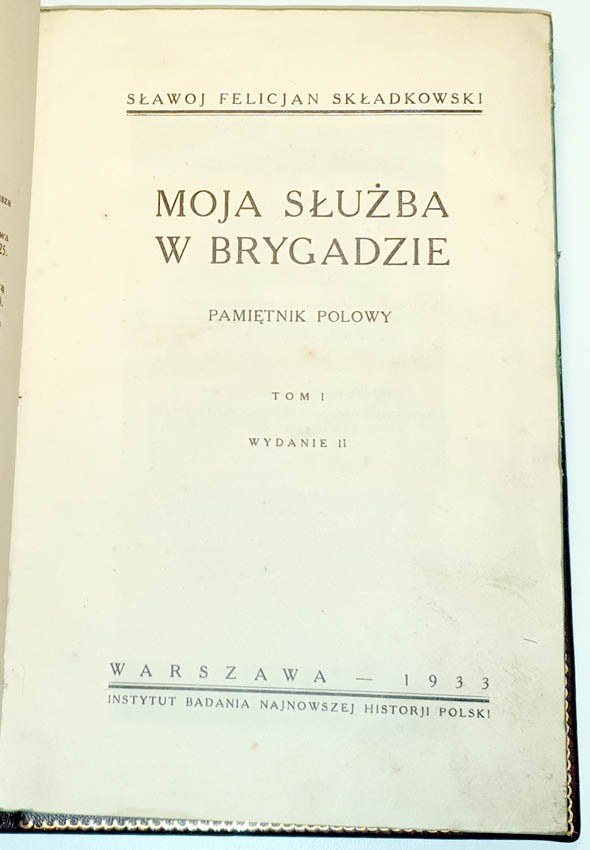 SŁAWOJ FELICJAN SKŁADKOWSKI
MOJA SŁUŻBA
W BRYGADZIE
PAMIĘTNIK POLOWY
TOM I
WYDANIE II
WARSZAWA — 1933
INSTYTUT BADANIA NAJNOWSZEJ HISTORJI POLSKI